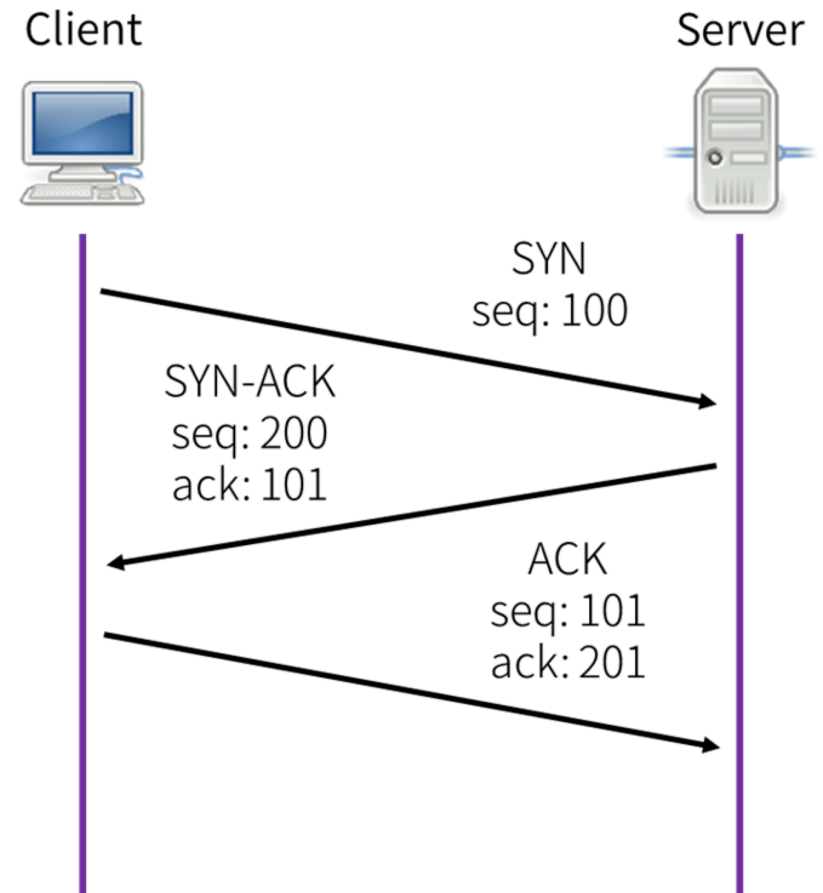 Client
Server
SYN
seq: 100
SYN-ACK
seq: 200
ack: 101
ACK
seq: 101
ack: 201